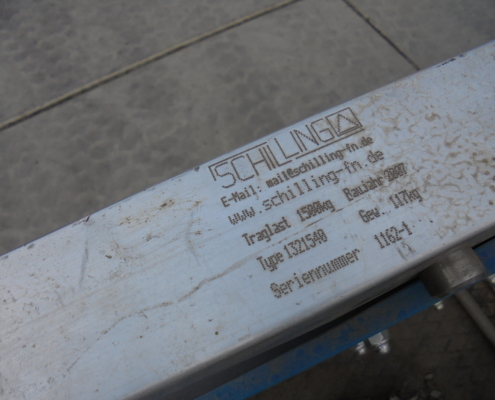 SCHILLING
E-Mail: mail@schilling-fn.de
www.schilling-fn.de
Traglast 1500kg Baujahr 2007
Type 1321540 Gew. 117kg
Seriennummer 1162-1